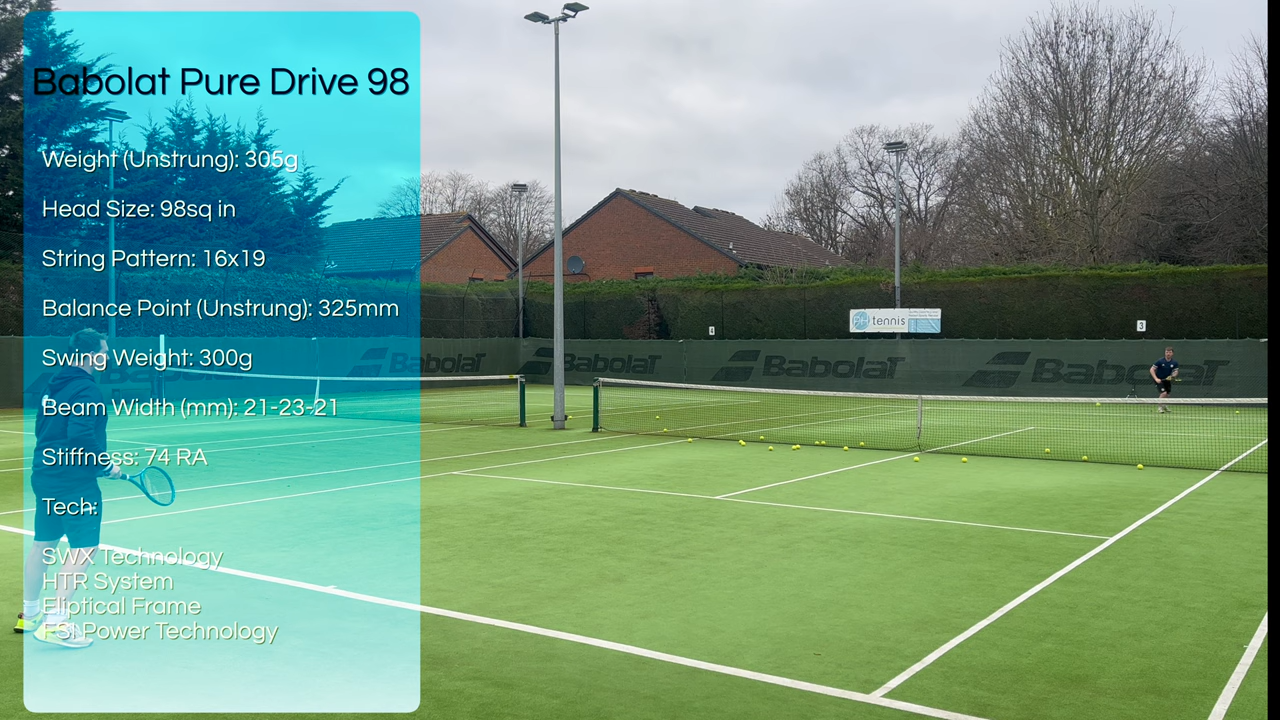 Babolat Pure Drive 98
Weight (Unstrung): 305g
Head Size: 98sq in
String Pattern: 16x19
Balance Point (Unstrung): 325mm
Swing Weight: 300g
Beam Width (mm): 21-23-21
Stiffness: 74 RA
Tech:
SWX Technology
HTR System
Eliptical Frame
FSI Power Technology
4
tennis
3
BabolaT
BabolaT
BabolaT
BabolaT